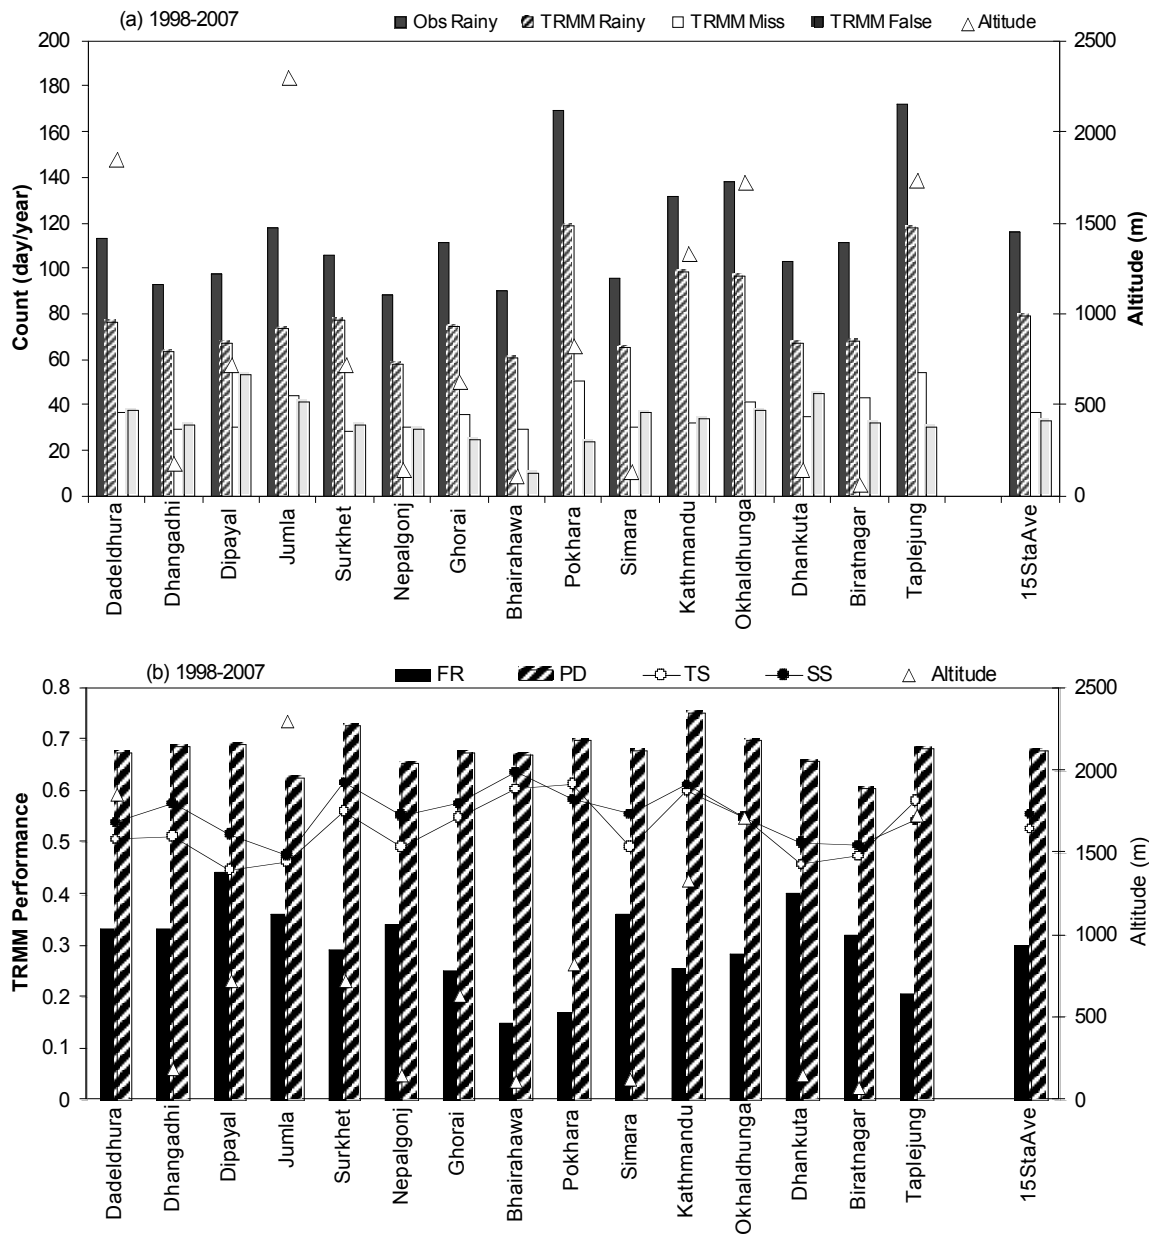 (a) 1998-2007
Obs Rainy TRMM Rainy TRMM Miss TRMM False Altitude
200
180
160
140
120
100
80
60
40
20
0
Count (day/year)
2500
2000
1500
1000
500
0
Altitude (m)
Dadeldhura
Dhangadhi
Dipayal
Jumla
Surkhet
Nepalgonj
Ghorai
Bhairahawa
Pokhara
Simara
Kathmandu
Okhaldhunga
Dhankuta
Biratnagar
Taplejung
15StaAve
(b) 1998-2007
FR PD TS SS Altitude
0.8
0.7
0.6
0.5
0.4
0.3
0.2
0.1
0
TRMM Performance
2500
2000
1500
1000
500
0
Altitude (m)
Dadeldhura
Dhangadhi
Dipayal
Jumla
Surkhet
Nepalgonj
Ghorai
Bhairahawa
Pokhara
Simara
Kathmandu
Okhaldhunga
Dhankuta
Biratnagar
Taplejung
15StaAve